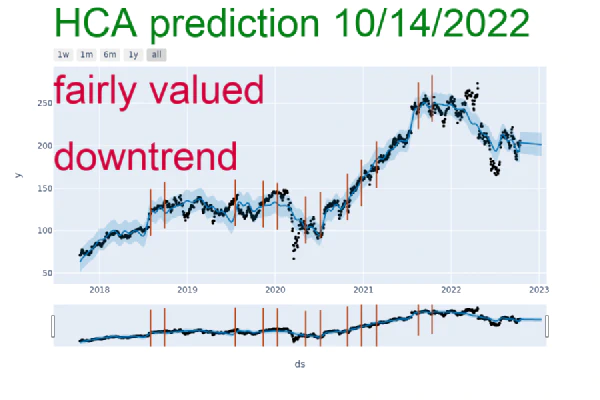 HCA prediction 10/14/2022
1w 1m 6m 1y all
fairly valued
downtrend
y
250
200
150
100
50
2018 2019 2020 2021 2022 2023
ds